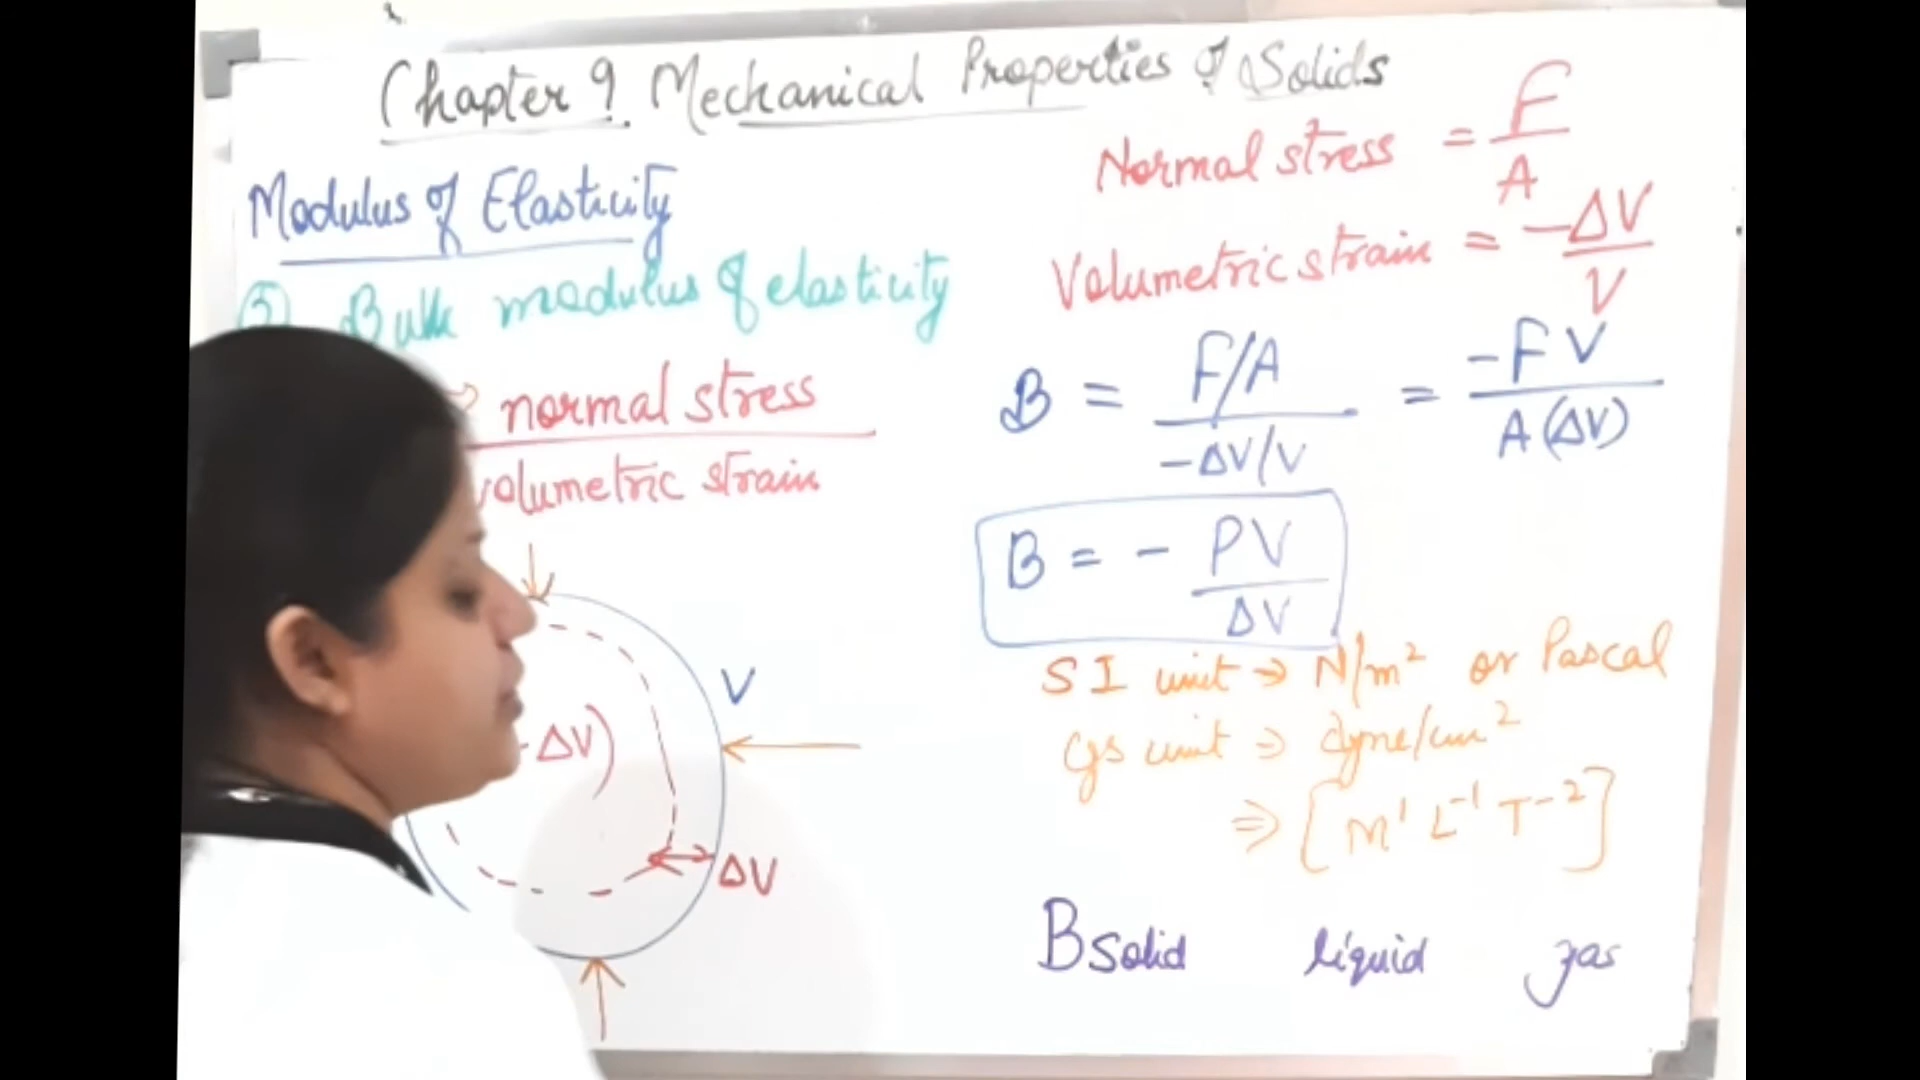 Chapter 9. Mechanical Properties of Solids
Modulus of Elasticity
Bulk modulus of elasticity
normal stress
volumetric strain
V
- ΔV)
ΔV
Normal stress = F/A
Volumetric strain = -ΔV/V
B = F/A / -ΔV/V = -FV / A(ΔV)
B = - PV/ΔV
SI unit → N/m² or Pascal
cgs unit ⇒ dyne/cm²
⇒ [M¹ L⁻¹ T⁻²]
Bsolid liquid gas